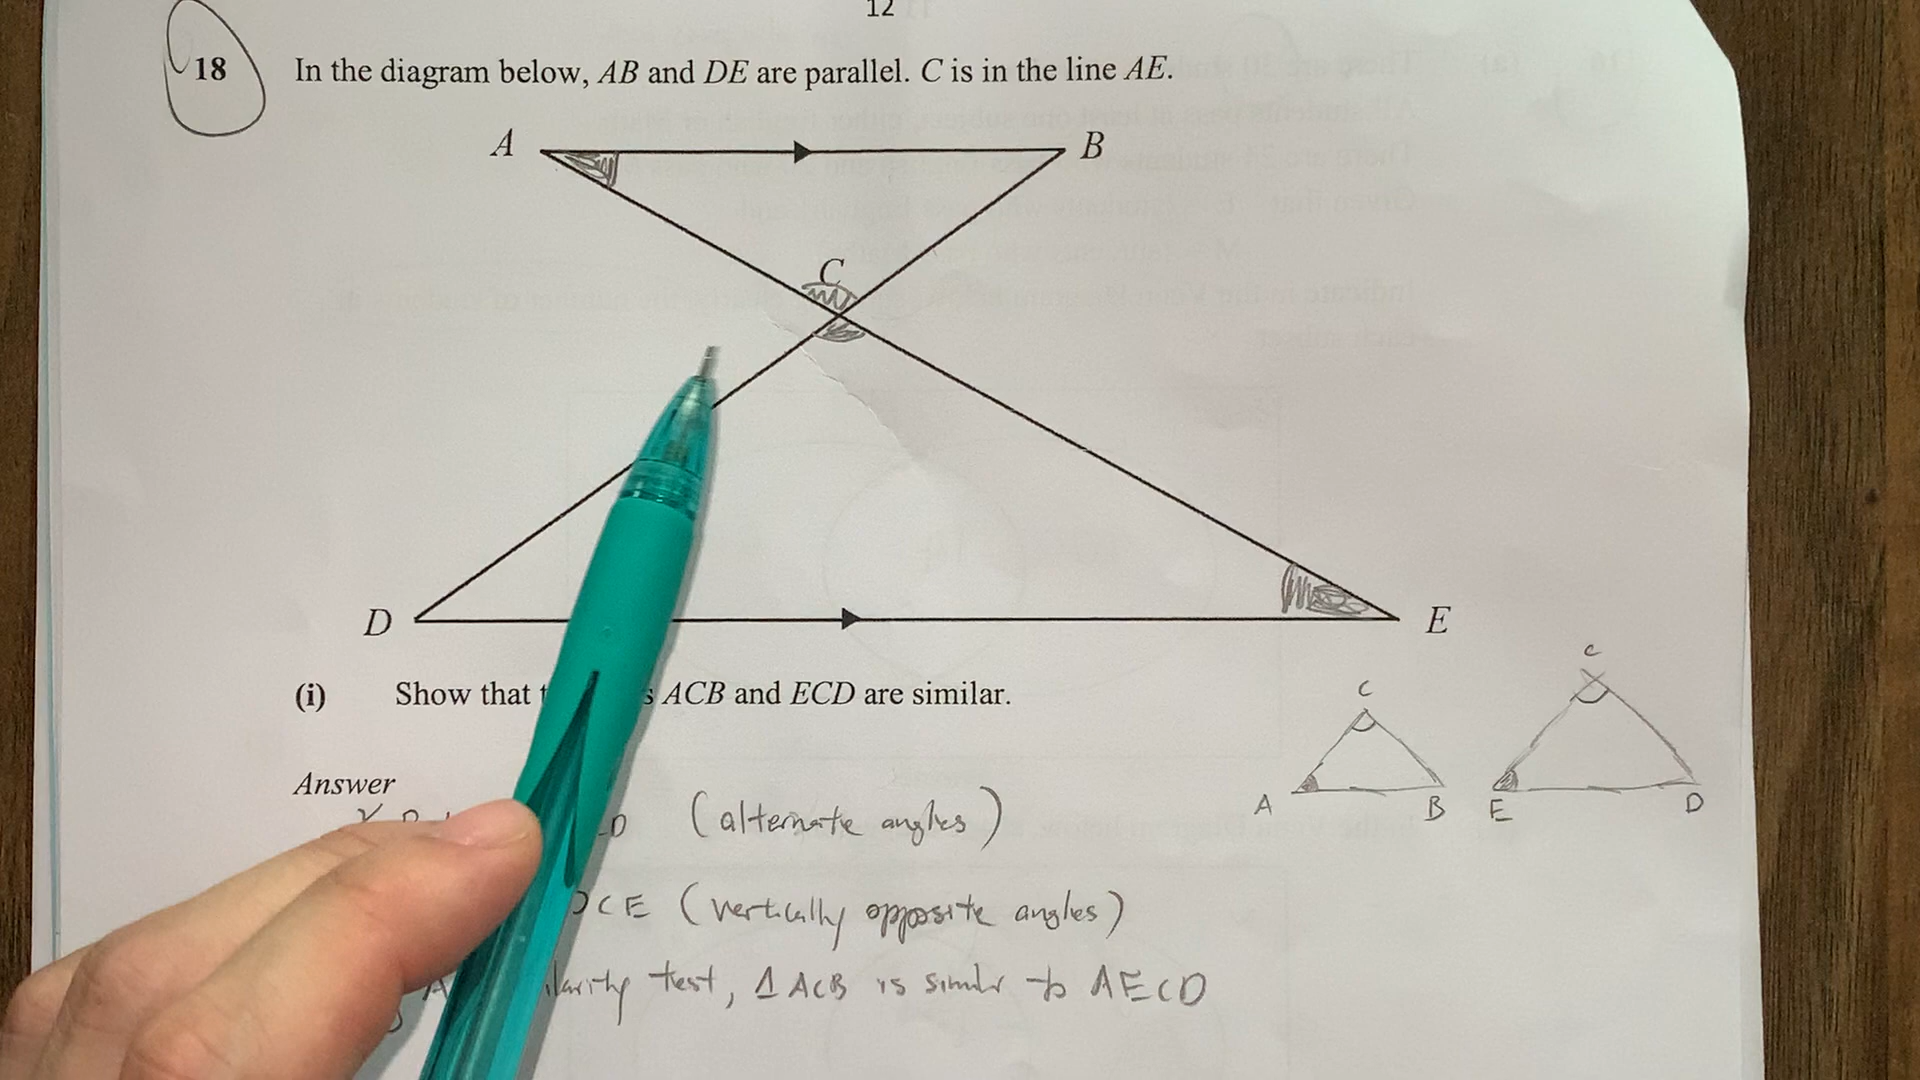 12
18 In the diagram below, AB and DE are parallel. C is in the line AE.
A
B
C
D
E
(i) Show that ACB and ECD are similar.
C
C
A
B
E
D
Answer
(alternate angles)
DCE (vertically opposite angles)
test, Δ ACB is similar to ΔECD